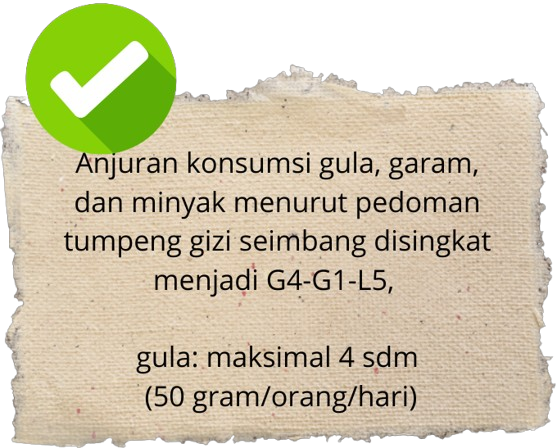 Anjuran konsumsi gula, garam,
dan minyak menurut pedoman
tumpeng gizi seimbang disingkat
menjadi G4-G1-L5,
gula: maksimal 4 sdm
(50 gram/orang/hari)